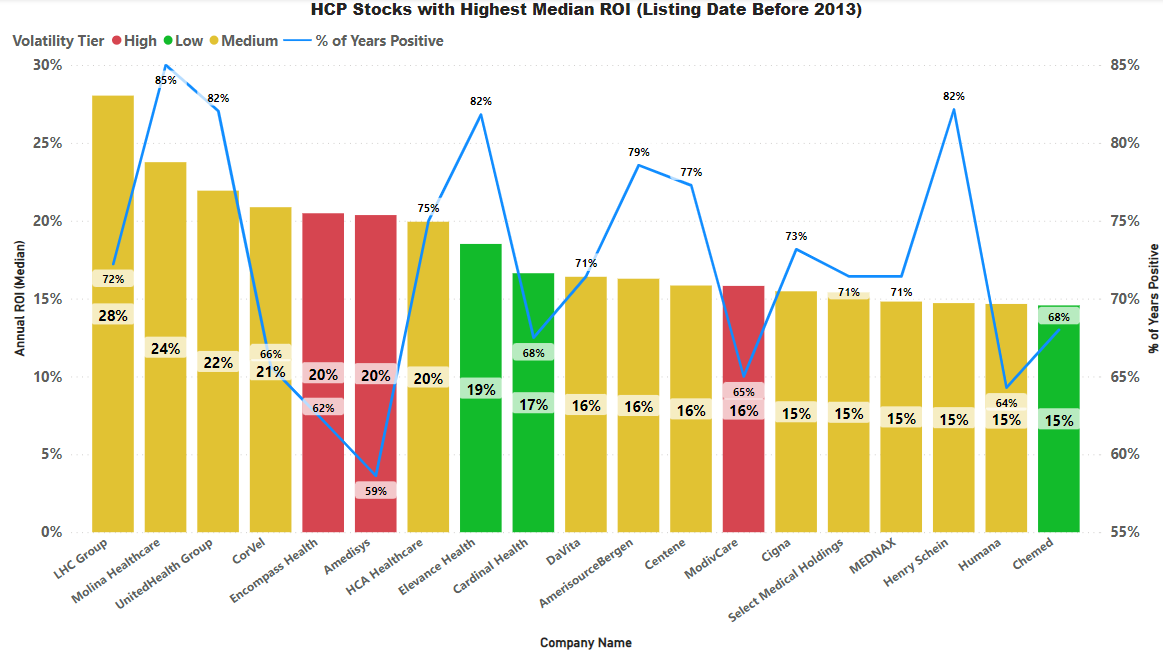 HCP Stocks with Highest Median ROI (Listing Date Before 2013)
Volatility Tier High Low Medium % of Years Positive
30%
25%
20%
15%
10%
5%
0%
Annual ROI (Median)
85%
80%
75%
70%
65%
60%
55%
% of Years Positive
72%
85%
82%
66%
62%
59%
75%
82%
68%
71%
79%
77%
65%
73%
71%
71%
82%
64%
68%
28%
24%
22%
21%
20%
20%
20%
19%
17%
16%
16%
16%
16%
15%
15%
15%
15%
15%
15%
LHC Group
Molina Healthcare
UnitedHealth Group
CorVel
Encompass Health
Amedisys
HCA Healthcare
Elevance Health
Cardinal Health
DaVita
AmerisourceBergen
Centene
ModivCare
Cigna
Select Medical Holdings
MEDNAX
Henry Schein
Humana
Chemed
Company Name